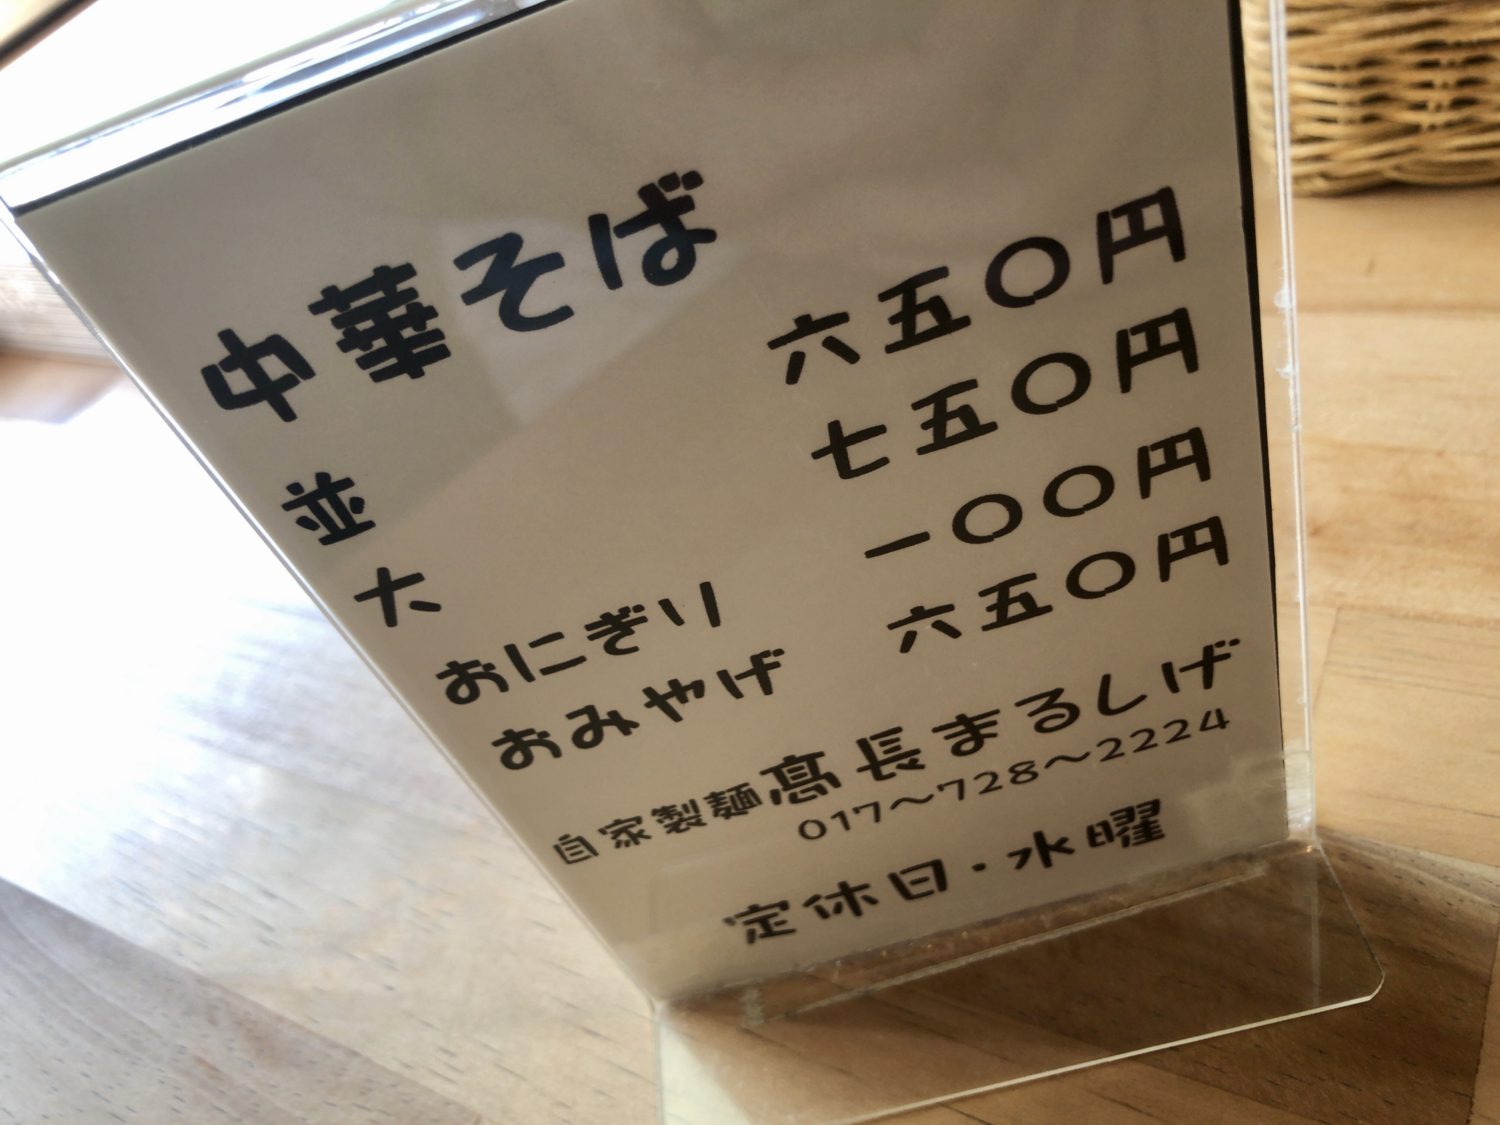 中華そば
並 六五〇円
大 七五〇円
おにぎり 一〇〇円
おみやげ 六五〇円
自家製麺髙長まるしげ
017〜728〜2224
定休日・水曜